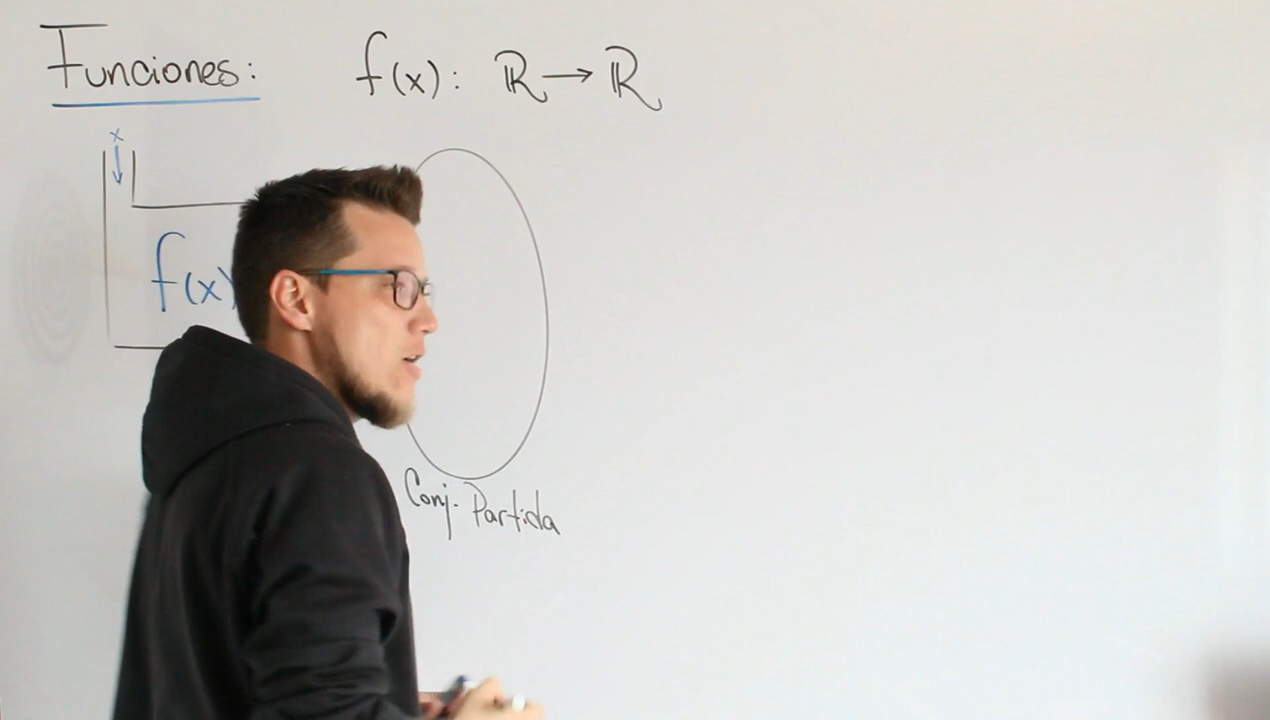 Funciones: f(x): ℝ → ℝ
x
f(x)
Conj. Partida